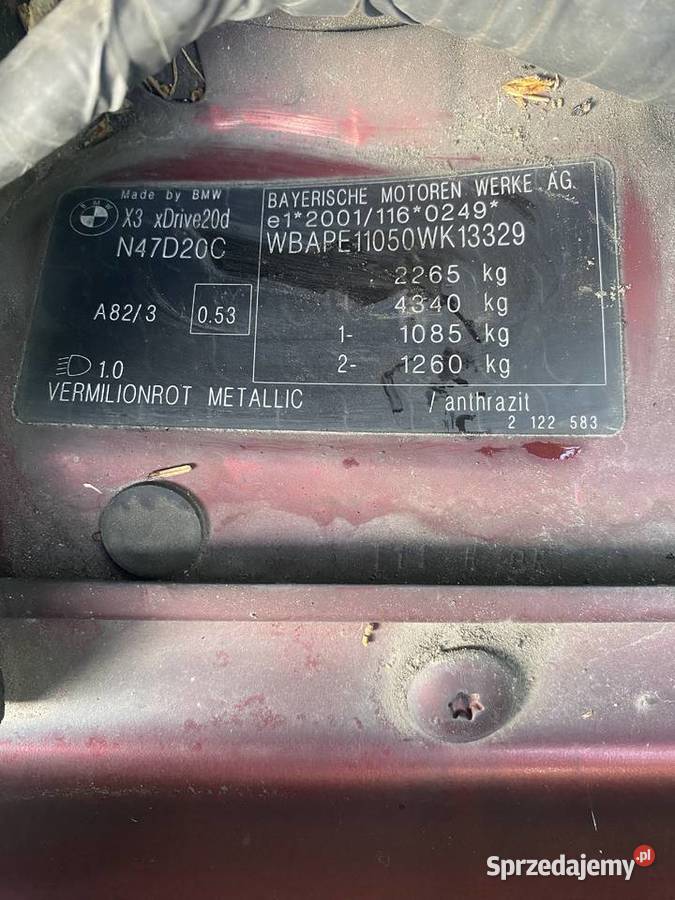 BMW
Made by BMW
X3 xDrive20d
N47D20C
A82/3 0.53
1.0
VERMILIONROT METALLIC / anthrazit
BAYERISCHE MOTOREN WERKE AG.
e1*2001/116*0249*
WBAPE11050WK13329
2265 kg
4340 kg
1- 1085 kg
2- 1260 kg
2 122 583
Sprzedajemy.pl